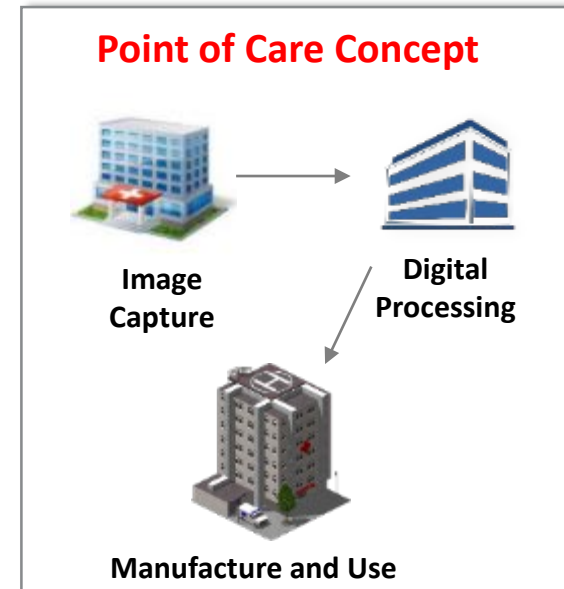 Point of Care Concept
Image
Capture
Digital
Processing
H
Manufacture and Use